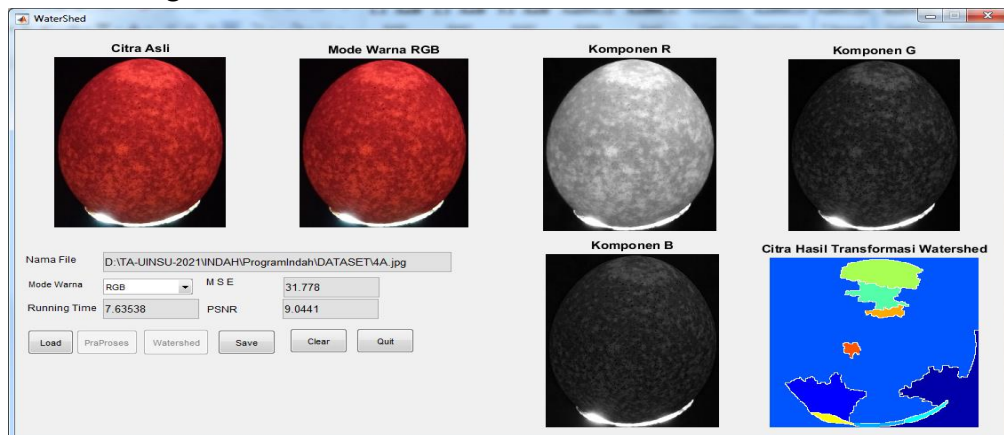 WaterShed
Citra Asli
Mode Warna RGB
Komponen R
Komponen G
Komponen B
Citra Hasil Transformasi Watershed
Nama File D:\TA-UINSU-2021\INDAH\ProgramIndah\DATASET\4A.jpg
Mode Warna RGB M S E 31.778
Running Time 7.63538 PSNR 9.0441
Load PraProses Watershed Save Clear Quit